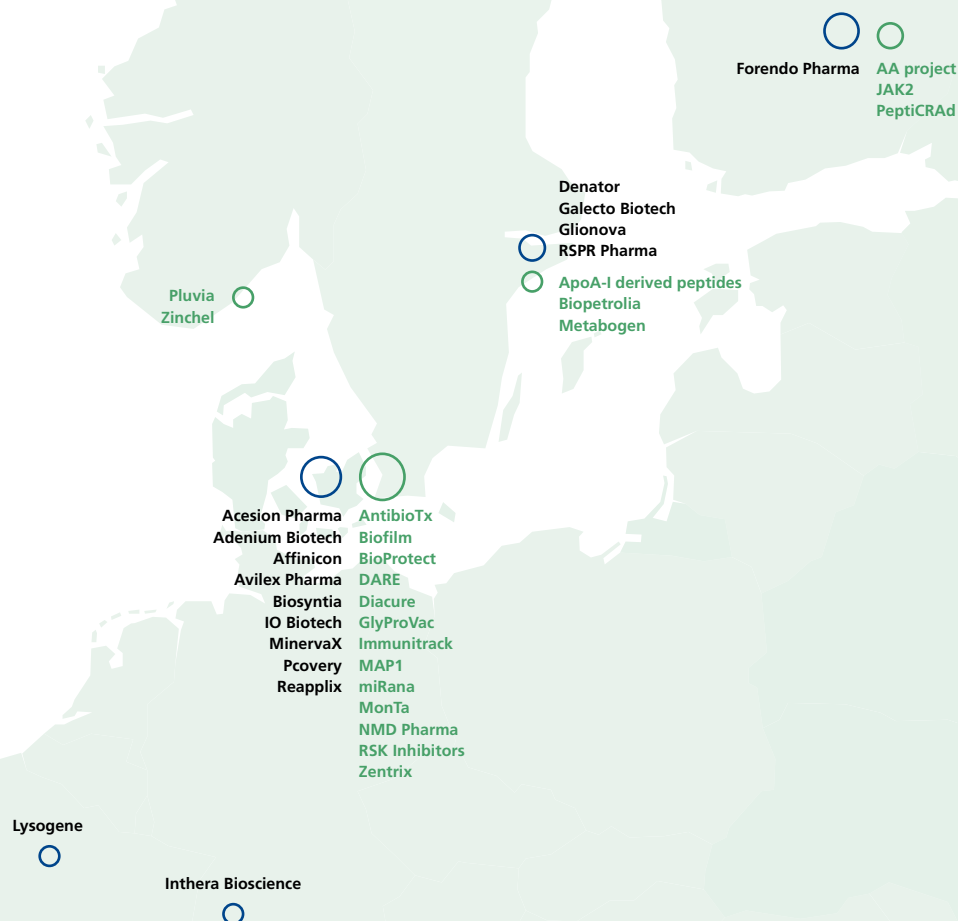 Forendo Pharma
AA project
JAK2
PeptiCRAd
Denator
Galecto Biotech
Glionova
RSPR Pharma
ApoA-I derived peptides
Biopetrolia
Metabogen
Pluvia
Zinchel
Acesion Pharma
Adenium Biotech
Affinicon
Avilex Pharma
Biosyntia
IO Biotech
MinervaX
Pcovery
Reapplix
AntibioTx
Biofilm
BioProtect
DARE
Diacure
GlyProVac
Immunitrack
MAP1
miRana
MonTa
NMD Pharma
RSK Inhibitors
Zentrix
Lysogene
Inthera Bioscience